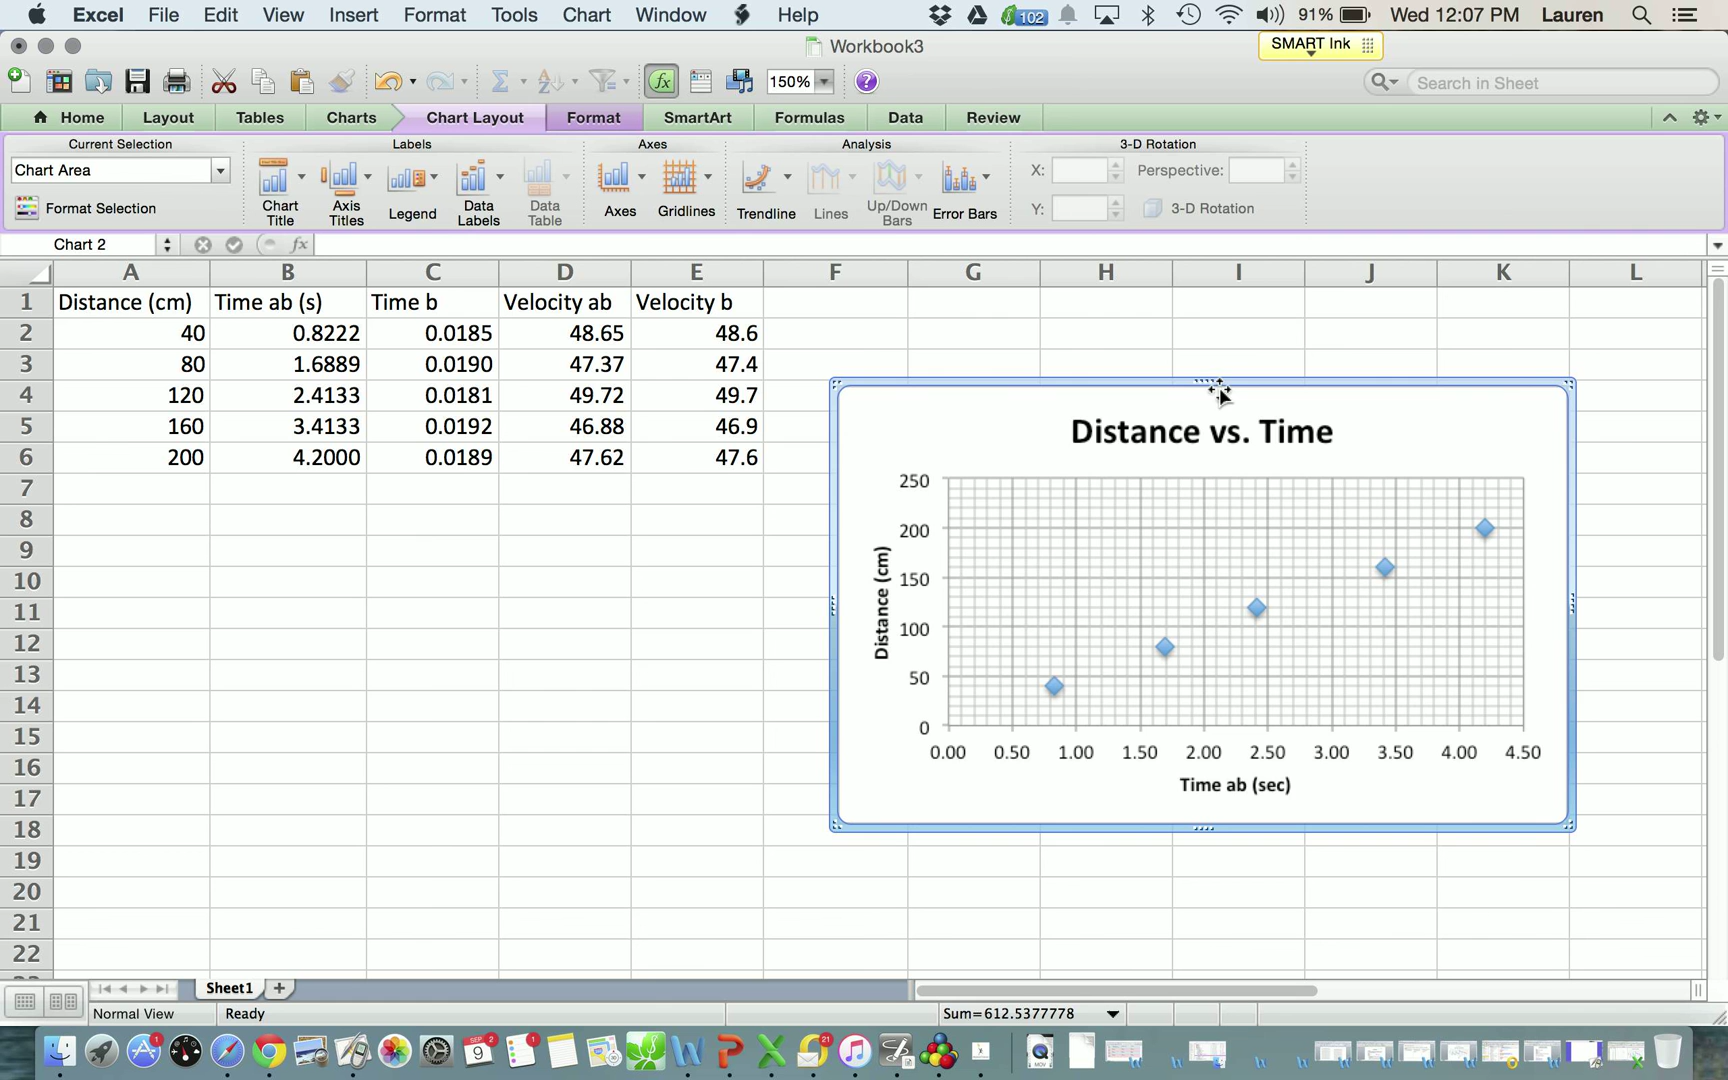 Excel File Edit View Insert Format Tools Chart Window Help 102 91% Wed 12:07 PM Lauren
Workbook3
SMART Ink
150% fx ? Search in Sheet
Home Layout Tables Charts Chart Layout Format SmartArt Formulas Data Review
Current Selection Labels Axes Analysis 3-D Rotation
Chart Area X: Perspective:
Format Selection Chart Title Axis Titles Legend Data Labels Data Table Axes Gridlines Trendline Lines Up/Down Bars Error Bars Y: 3-D Rotation
Chart 2 fx
A B C D E F G H I J K L
1 Distance (cm) Time ab (s) Time b Velocity ab Velocity b
2 40 0.8222 0.0185 48.65 48.6
3 80 1.6889 0.0190 47.37 47.4
4 120 2.4133 0.0181 49.72 49.7
5 160 3.4133 0.0192 46.88 46.9
6 200 4.2000 0.0189 47.62 47.6
7
8
9
10
11
12
13
14
15
16
17
18
19
20
21
22
Distance vs. Time
250
200
150
100
50
0
Distance (cm)
0.00 0.50 1.00 1.50 2.00 2.50 3.00 3.50 4.00 4.50
Time ab (sec)
Sheet1
Normal View Ready Sum=612.5377778
1 SEP 9 2 1 21